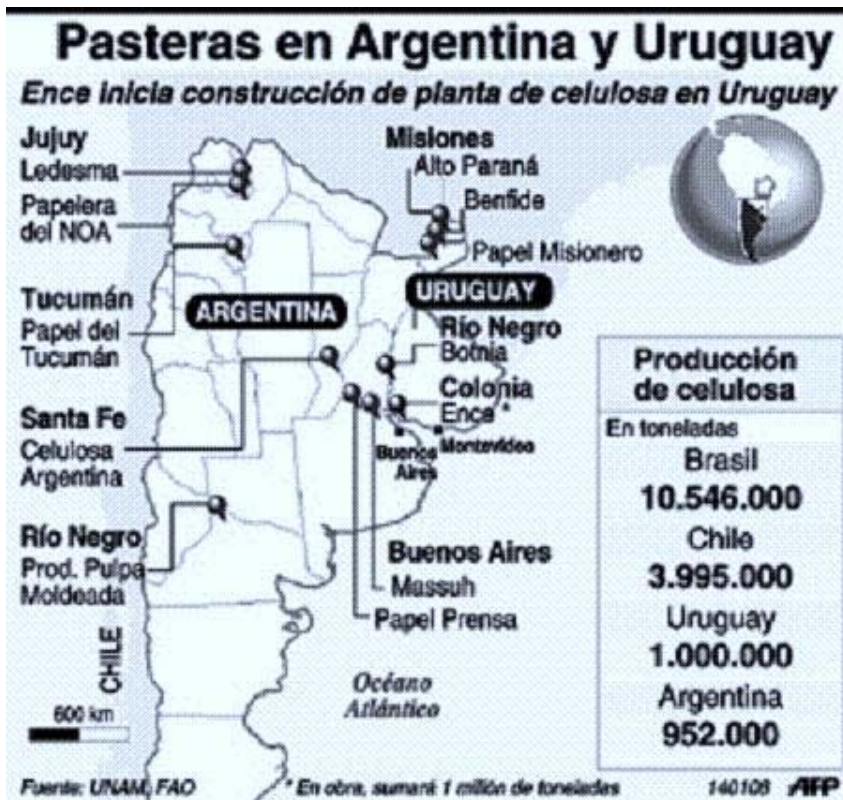 Pasteras en Argentina y Uruguay
Ence inicia construcción de planta de celulosa en Uruguay
Jujuy
Ledesma
Papelera
del NOA
Tucumán
Papel del
Tucumán
Santa Fe
Celulosa
Argentina
Río Negro
Prod. Pulpa
Moldeada
CHILE
600 km
ARGENTINA
Misiones
Alto Paraná
Benfide
Papel Misionero
URUGUAY
Río Negro
Botnia
Colonia
Ence *
Buenos
Aires
Montevideo
Buenos Aires
Massuh
Papel Prensa
Océano
Atlántico
Producción
de celulosa
En toneladas
Brasil
10.546.000
Chile
3.995.000
Uruguay
1.000.000
Argentina
952.000
Fuente: UNAM, FAO
* En obra, sumará 1 millón de toneladas
140108 AFP